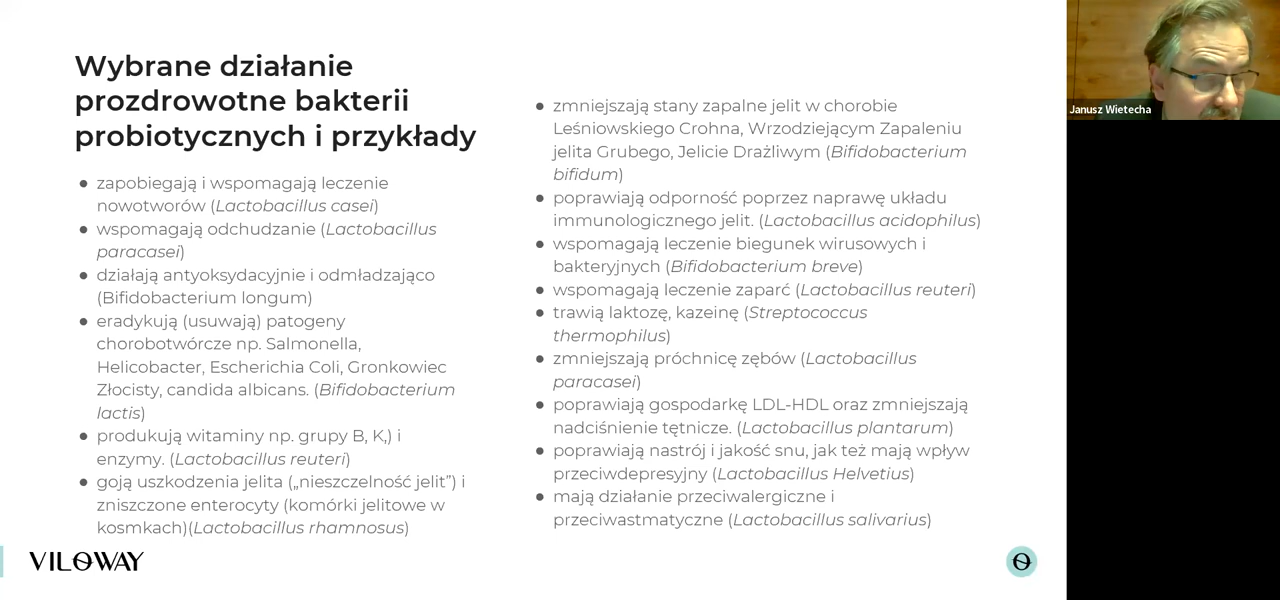 Wybrane działanie
prozdrowotne bakterii
probiotycznych i przykłady
● zapobiegają i wspomagają leczenie
nowotworów (Lactobacillus casei)
● wspomagają odchudzanie (Lactobacillus
paracasei)
● działają antyoksydacyjnie i odmładzająco
(Bifidobacterium longum)
● eradykują (usuwają) patogeny
chorobotwórcze np. Salmonella,
Helicobacter, Escherichia Coli, Gronkowiec
Złocisty, candida albicans. (Bifidobacterium
lactis)
● produkują witaminy np. grupy B, K,) i
enzymy. (Lactobacillus reuteri)
● goją uszkodzenia jelita („nieszczelność jelit”) i
zniszczone enterocyty (komórki jelitowe w
kosmkach)(Lactobacillus rhamnosus)
● zmniejszają stany zapalne jelit w chorobie
Leśniowskiego Crohna, Wrzodziejącym Zapaleniu
jelita Grubego, Jelicie Drażliwym (Bifidobacterium
bifidum)
● poprawiają odporność poprzez naprawę układu
immunologicznego jelit. (Lactobacillus acidophilus)
● wspomagają leczenie biegunek wirusowych i
bakteryjnych (Bifidobacterium breve)
● wspomagają leczenie zaparć (Lactobacillus reuteri)
● trawią laktozę, kazeinę (Streptococcus
thermophilus)
● zmniejszają próchnicę zębów (Lactobacillus
paracasei)
● poprawiają gospodarkę LDL-HDL oraz zmniejszają
nadciśnienie tętnicze. (Lactobacillus plantarum)
● poprawiają nastrój i jakość snu, jak też mają wpływ
przeciwdepresyjny (Lactobacillus Helvetius)
● mają działanie przeciwalergiczne i
przeciwastmatyczne (Lactobacillus salivarius)
VILOWAY
Janusz Wietecha